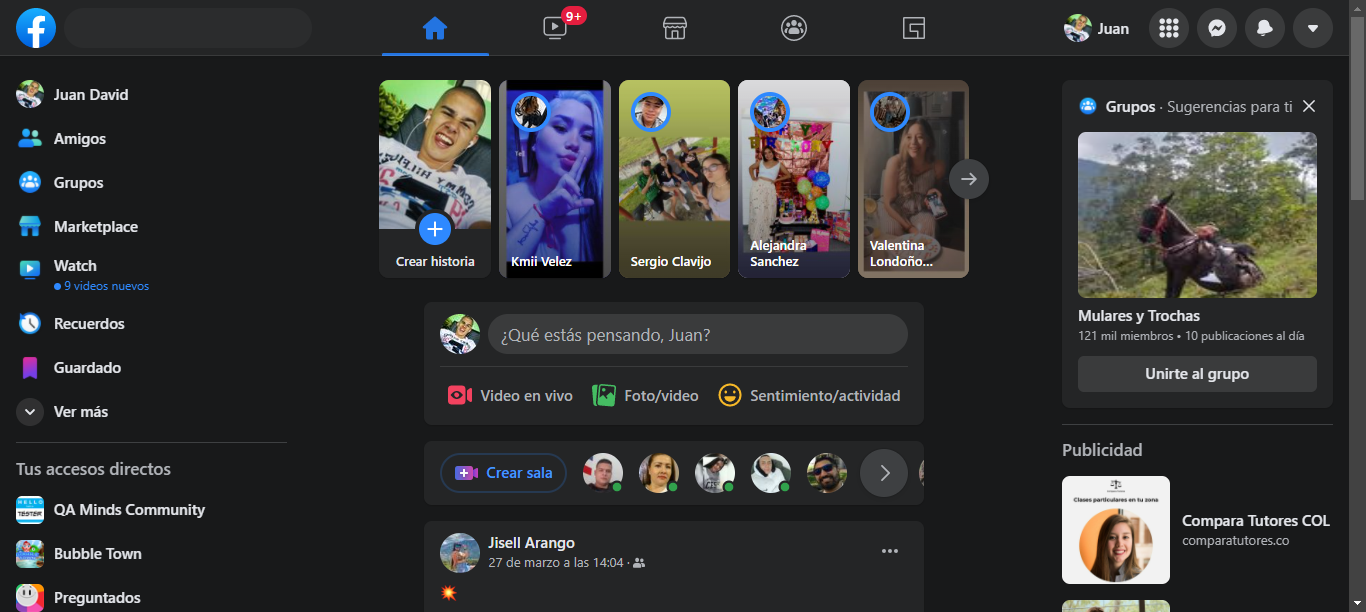 9+
Juan
Juan David
Amigos
Grupos
Marketplace
Watch
9 videos nuevos
Recuerdos
Guardado
Ver más
Tus accesos directos
QA Minds Community
Bubble Town
Preguntados
Crear historia
Kmii Velez
Sergio Clavijo
Alejandra
Sanchez
Valentina
Londoño...
¿Qué estás pensando, Juan?
Video en vivo
Foto/video
Sentimiento/actividad
Crear sala
Jisell Arango
27 de marzo a las 14:04 ·
Grupos · Sugerencias para ti
Mulares y Trochas
121 mil miembros • 10 publicaciones al día
Unirte al grupo
Publicidad
Clases particulares en tu zona
Compara Tutores COL
comparatutores.co
HELLO
TESTER
BIRTHDAY